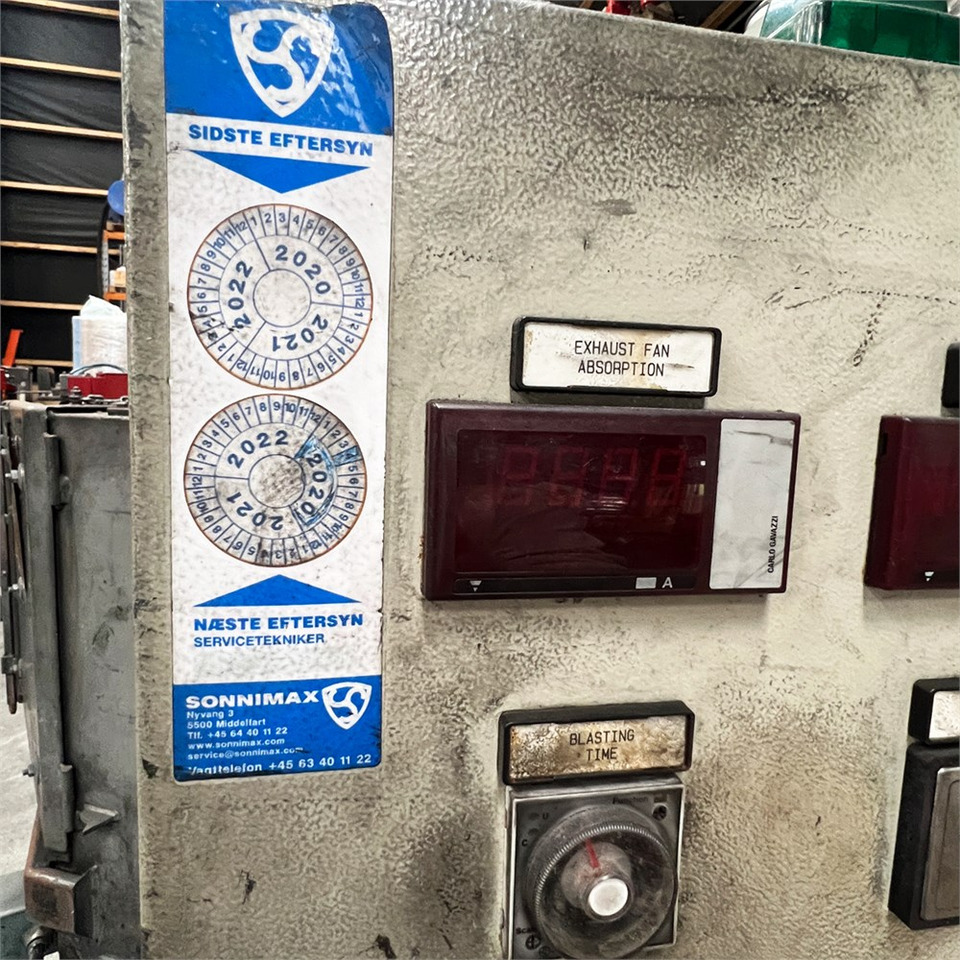 SIDSTE EFTERSYN
2020
2021
2022
2022
2020
2021
NÆSTE EFTERSYN
SERVICETEKNIKER
SONNIMAX
Nyvang 3
5500 Middelfart
Tlf. +45 64 40 11 22
www.sonnimax.com
service@sonnimax.com
Vagttelefon +45 63 40 11 22
EXHAUST FAN
ABSORPTION
A
CARLO GAVAZZI
BLASTING
TIME